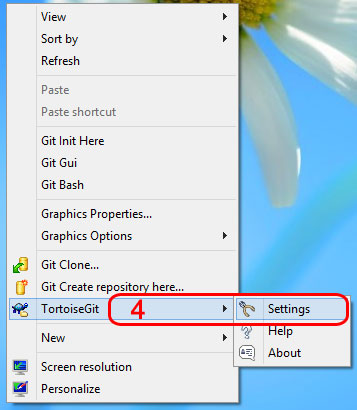 View
Sort by
Refresh
Paste
Paste shortcut
Git Init Here
Git Gui
Git Bash
Graphics Properties...
Graphics Options
Git Clone...
Git Create repository here...
TortoiseGit 4 Settings
Help
About
New
Screen resolution
Personalize